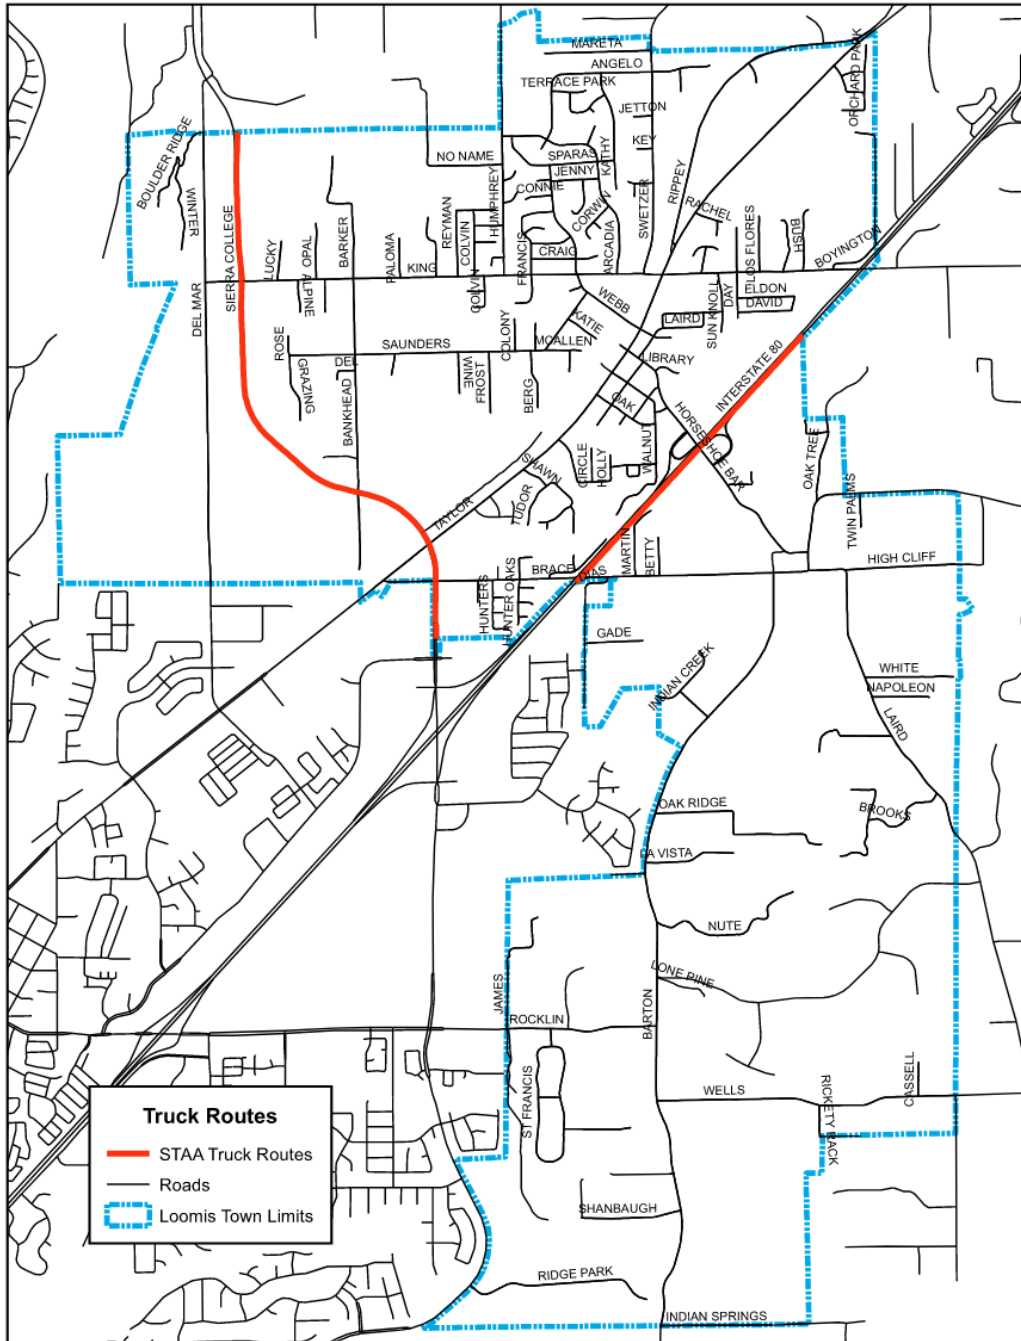 MARETA
ANGELO
TERRACE PARK
ORCHARD PARK
JETTON
KEY
BOULDER RIDGE
NO NAME
SPARAS
KATHY
JENNY
CONNIE
HUMPHREY
RIPPEY
WINTER
SIERRA COLLEGE
CORWIN
SWETZER
RACHEL
LUCKY
OPAL
BARKER
PALOMA
REYMAN
COLVIN
FRANCIS
CRAIG
ARCADIA
LOS FLORES
BUSH
BOYINGTON
KING
ALPINE
COLVIN
WEBB
DAY
ELDON
DAVID
DEL MAR
ROSE
SAUNDERS
COLONY
KATIE
MCALLEN
LAIRD
SUN KNOLL
LIBRARY
INTERSTATE 80
DEL
GRAZING
BANKHEAD
WINE
FROST
BERG
OAK
HORSESHOE BAR
WALNUT
SHAWN
CIRCLE
HOLLY
OAK TREE
TAYLOR
TUDOR
TWIN PALMS
MARTIN
BETTY
HIGH CLIFF
BRACE
DIAS
HUNTERS
HUNTER OAKS
GADE
INDIAN CREEK
WHITE
NAPOLEON
LAIRD
OAK RIDGE
BROOKS
LA VISTA
NUTE
LONE PINE
JAMES
ROCKLIN
BARTON
WELLS
CASSELL
RICKETY RACK
ST FRANCIS
SHANBAUGH
RIDGE PARK
INDIAN SPRINGS
Truck Routes
STAA Truck Routes
Roads
Loomis Town Limits